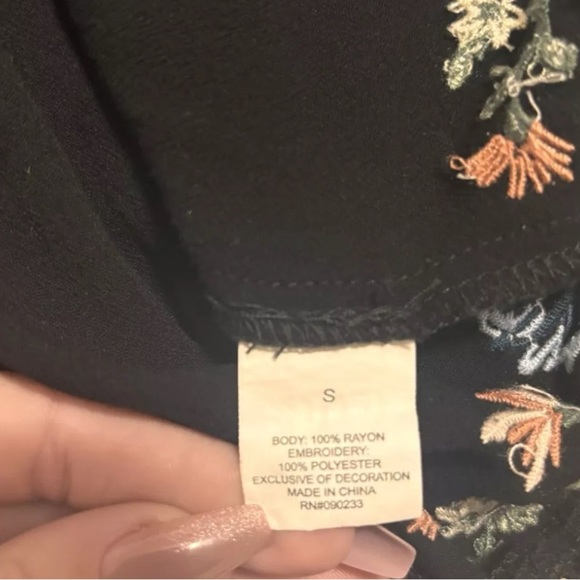 S
BODY: 100% RAYON
EMBROIDERY:
100% POLYESTER
EXCLUSIVE OF DECORATION
MADE IN CHINA
RN#090233